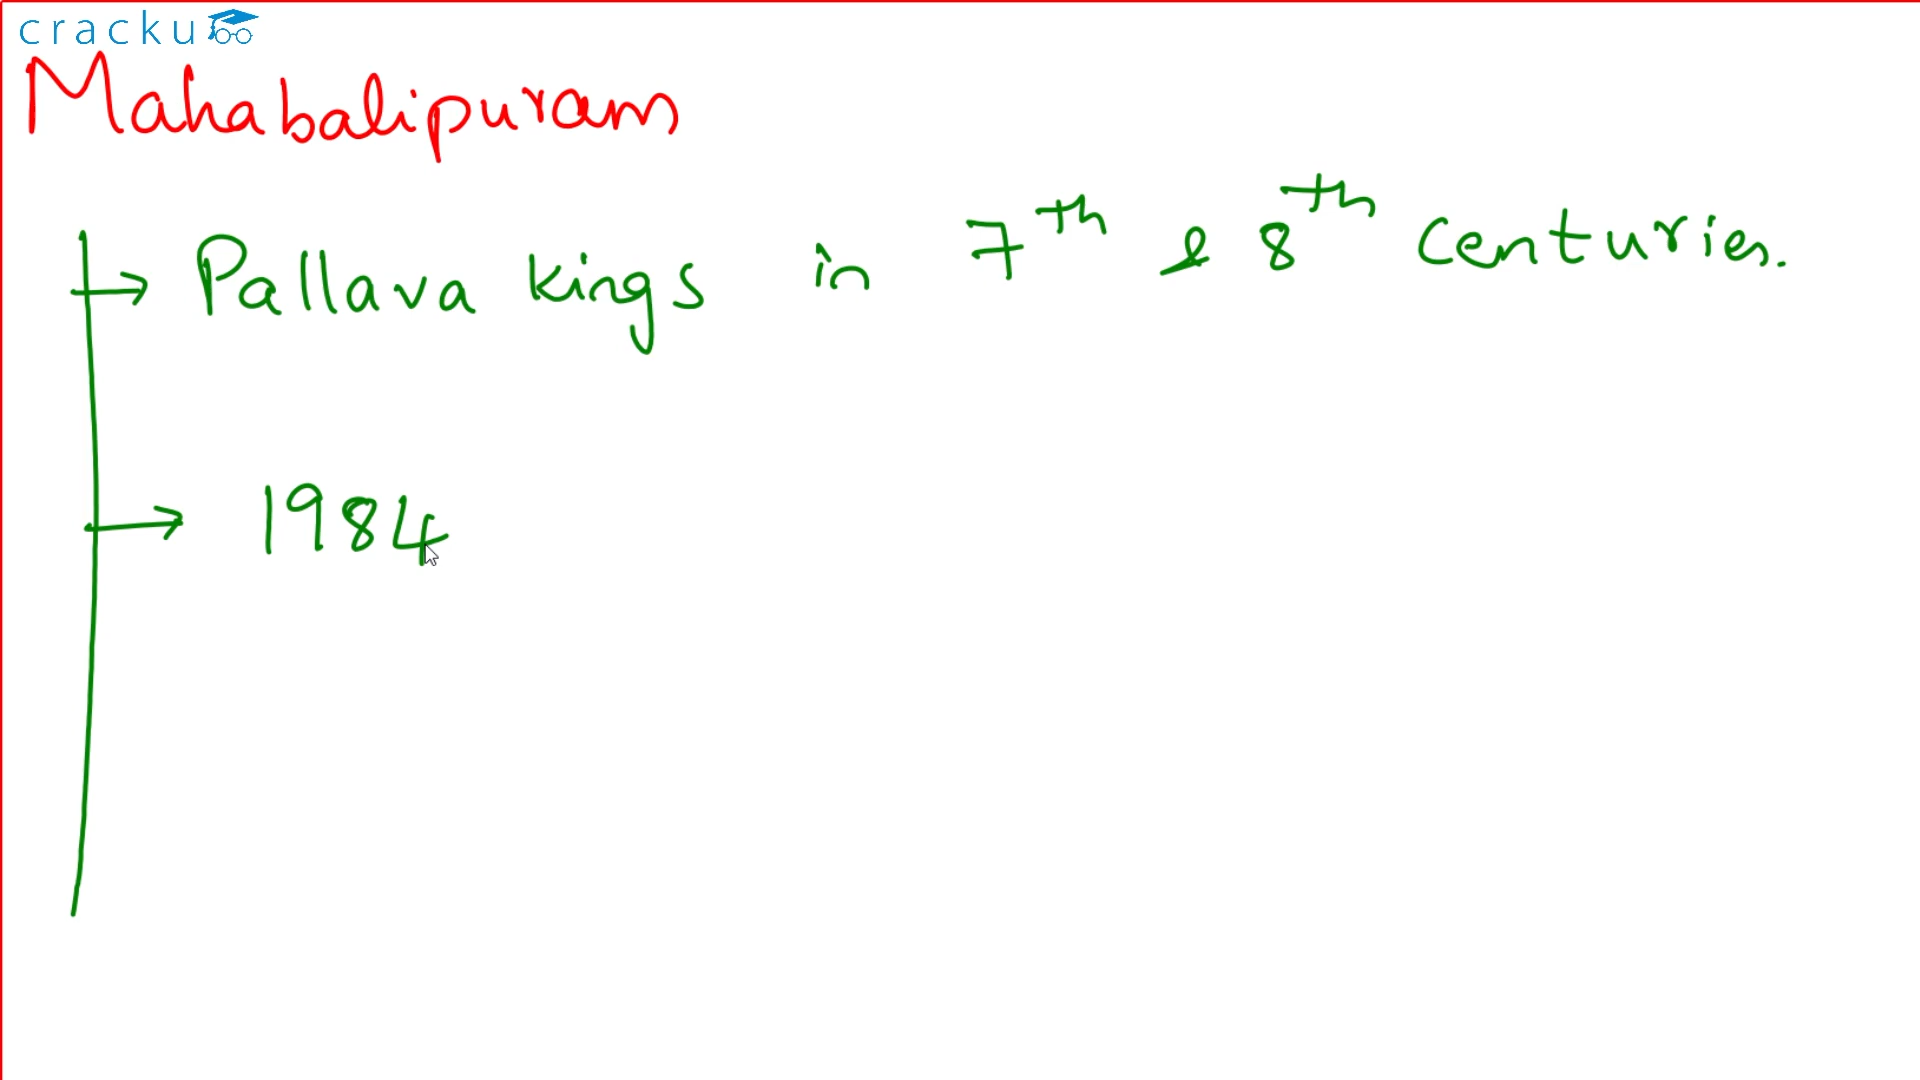 cracku
Mahabalipuram
→ Pallava kings in 7th & 8th centuries.
→ 1984